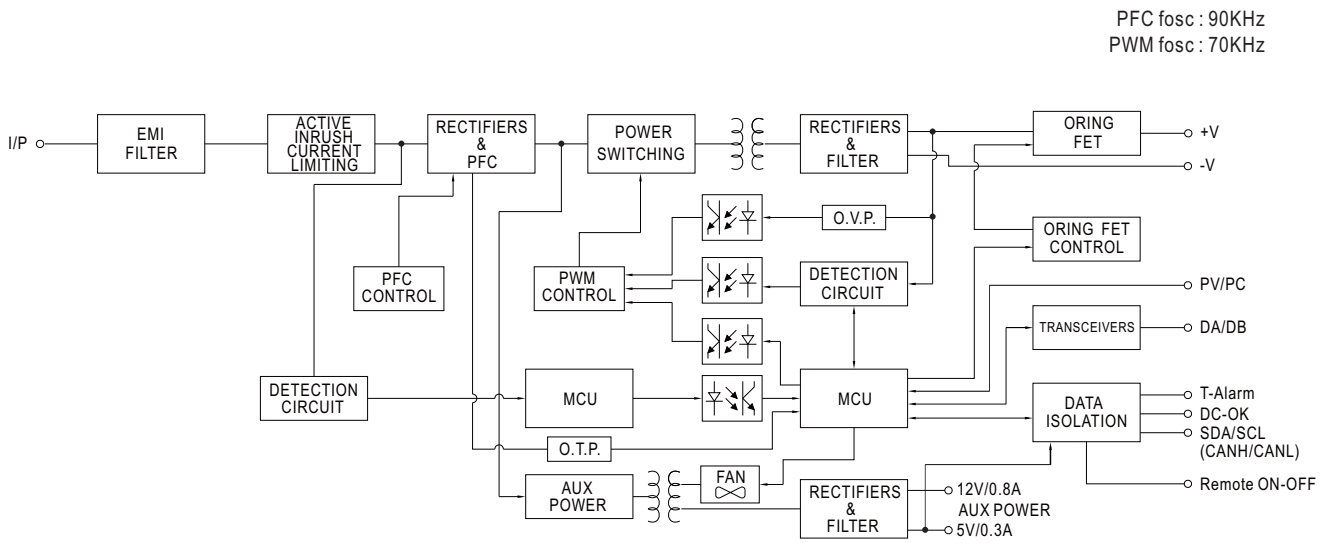 PFC fosc : 90KHz
PWM fosc : 70KHz
I/P
EMI
FILTER
ACTIVE
INRUSH
CURRENT
LIMITING
RECTIFIERS
&
PFC
POWER
SWITCHING
RECTIFIERS
&
FILTER
ORING
FET
+V
-V
O.V.P.
ORING FET
CONTROL
PFC
CONTROL
PWM
CONTROL
DETECTION
CIRCUIT
PV/PC
TRANSCEIVERS
DA/DB
DETECTION
CIRCUIT
MCU
MCU
DATA
ISOLATION
T-Alarm
DC-OK
SDA/SCL
(CANH/CANL)
O.T.P.
AUX
POWER
FAN
RECTIFIERS
&
FILTER
12V/0.8A
AUX POWER
5V/0.3A
Remote ON-OFF